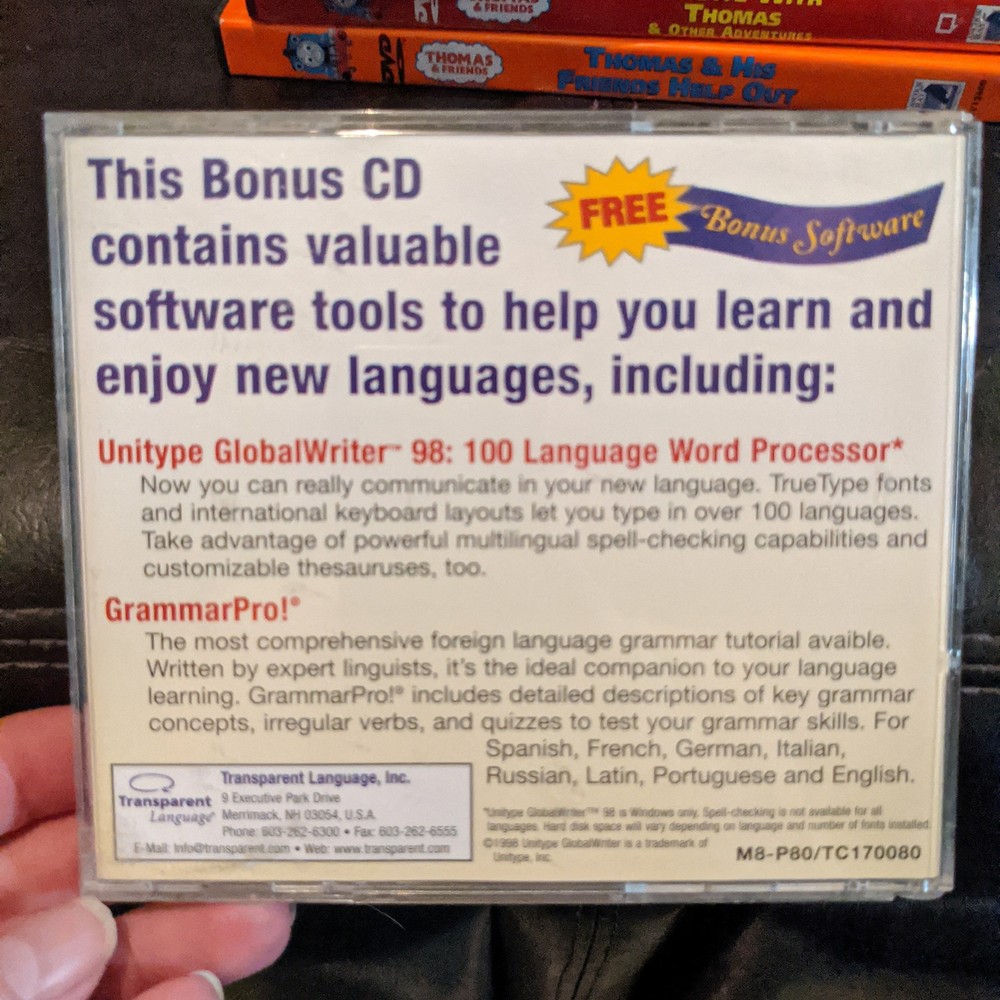 & FRIENDS
THOMAS
& OTHER ADVENTURES
DVD
THOMAS
& FRIENDS
THOMAS & HIS
FRIENDS HELP OUT
This Bonus CD
contains valuable
software tools to help you learn and
enjoy new languages, including:
FREE Bonus Software
Unitype GlobalWriter™ 98: 100 Language Word Processor*
Now you can really communicate in your new language. TrueType fonts
and international keyboard layouts let you type in over 100 languages.
Take advantage of powerful multilingual spell-checking capabilities and
customizable thesauruses, too.
GrammarPro!®
The most comprehensive foreign language grammar tutorial avaible.
Written by expert linguists, it's the ideal companion to your language
learning. GrammarPro!® includes detailed descriptions of key grammar
concepts, irregular verbs, and quizzes to test your grammar skills. For
Spanish, French, German, Italian,
Russian, Latin, Portuguese and English.
Transparent
Language®
Transparent Language, Inc.
9 Executive Park Drive
Merrimack, NH 03054, U.S.A.
Phone: 603-262-6300 • Fax: 603-262-6555
E-Mail: Info@transparent.com • Web: www.transparent.com
*Unitype GlobalWriter™ 98 is Windows only. Spell-checking is not available for all
languages. Hard disk space will vary depending on language and number of fonts installed.
©1998 Unitype GlobalWriter is a trademark of
Unitype, Inc.
M8-P80/TC170080